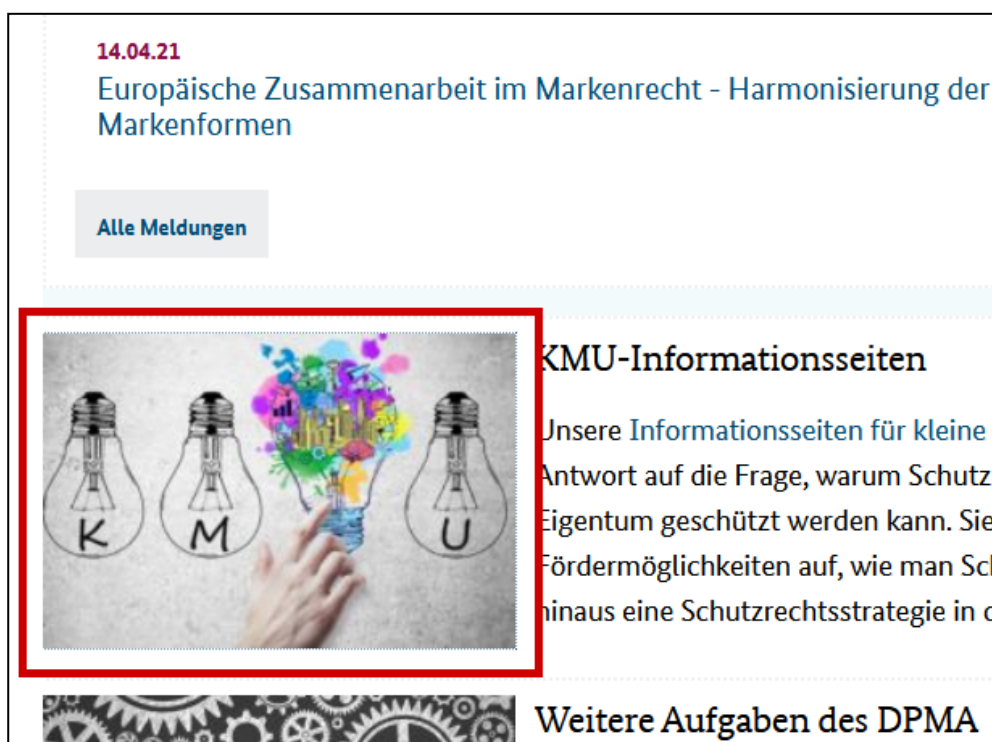 14.04.21
Europäische Zusammenarbeit im Markenrecht - Harmonisierung der
Markenformen
Alle Meldungen
K M U
KMU-Informationsseiten
Unsere Informationsseiten für kleine
Antwort auf die Frage, warum Schutz
Eigentum geschützt werden kann. Sie
Fördermöglichkeiten auf, wie man
hinaus eine Schutzrechtsstrategie in
Weitere Aufgaben des DPMA